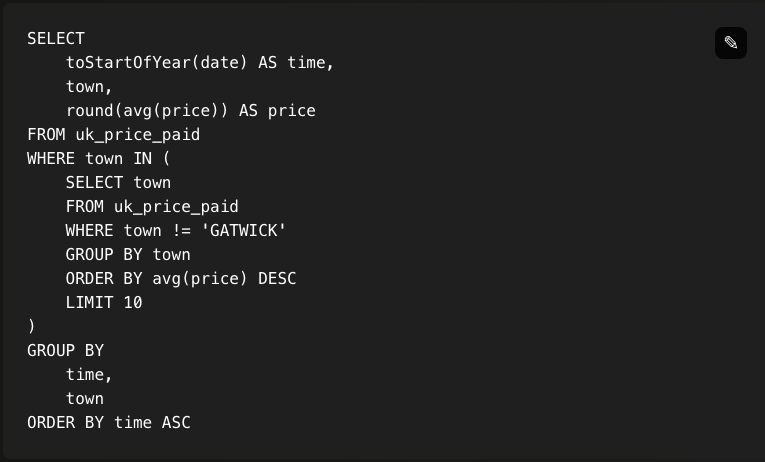 SELECT
    toStartOfYear(date) AS time,
    town,
    round(avg(price)) AS price
FROM uk_price_paid
WHERE town IN (
    SELECT town
    FROM uk_price_paid
    WHERE town != 'GATWICK'
    GROUP BY town
    ORDER BY avg(price) DESC
    LIMIT 10
)
GROUP BY
    time,
    town
ORDER BY time ASC